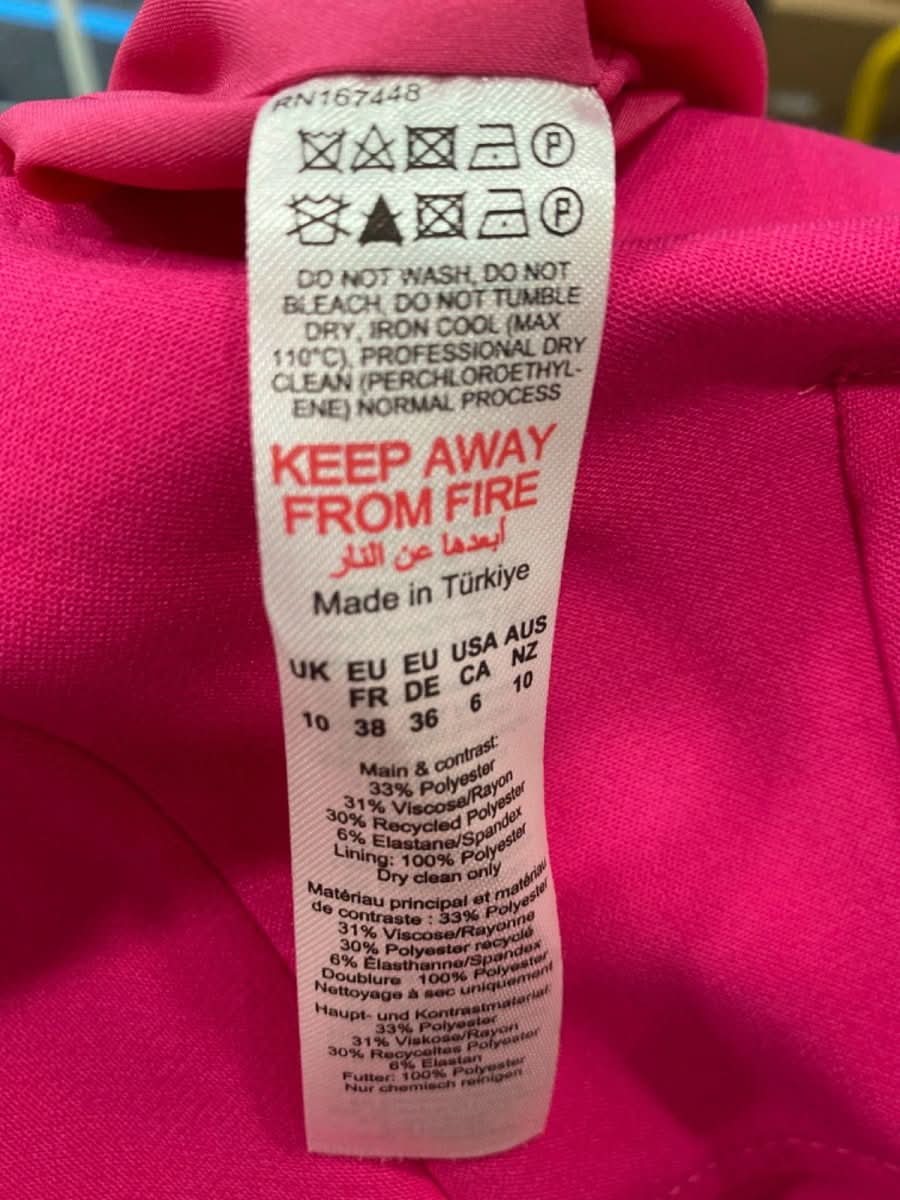 RN167448
P
P
DO NOT WASH, DO NOT
BLEACH, DO NOT TUMBLE
DRY, IRON COOL (MAX
110°C), PROFESSIONAL DRY
CLEAN (PERCHLOROETHYL-
ENE) NORMAL PROCESS
KEEP AWAY
FROM FIRE
أبعدها عن النار
Made in Türkiye
UK EU EU USA AUS
FR DE CA NZ
10 38 36 6 10
Main & contrast:
33% Polyester
31% Viscose/Rayon
30% Recycled Polyester
6% Elastane/Spandex
Lining: 100% Polyester
Dry clean only
Matériau principal et matériau
de contraste : 33% Polyester
31% Viscose/Rayonne
30% Polyester recyclé
6% Élasthanne/Spandex
Doublure 100% Polyester
Nettoyage à sec uniquement
Haupt- und Kontrastmaterial:
33% Polyester
31% Viskose/Rayon
30% Recyceltes Polyester
6% Elastan
Futter: 100% Polyester
Nur chemisch reinigen